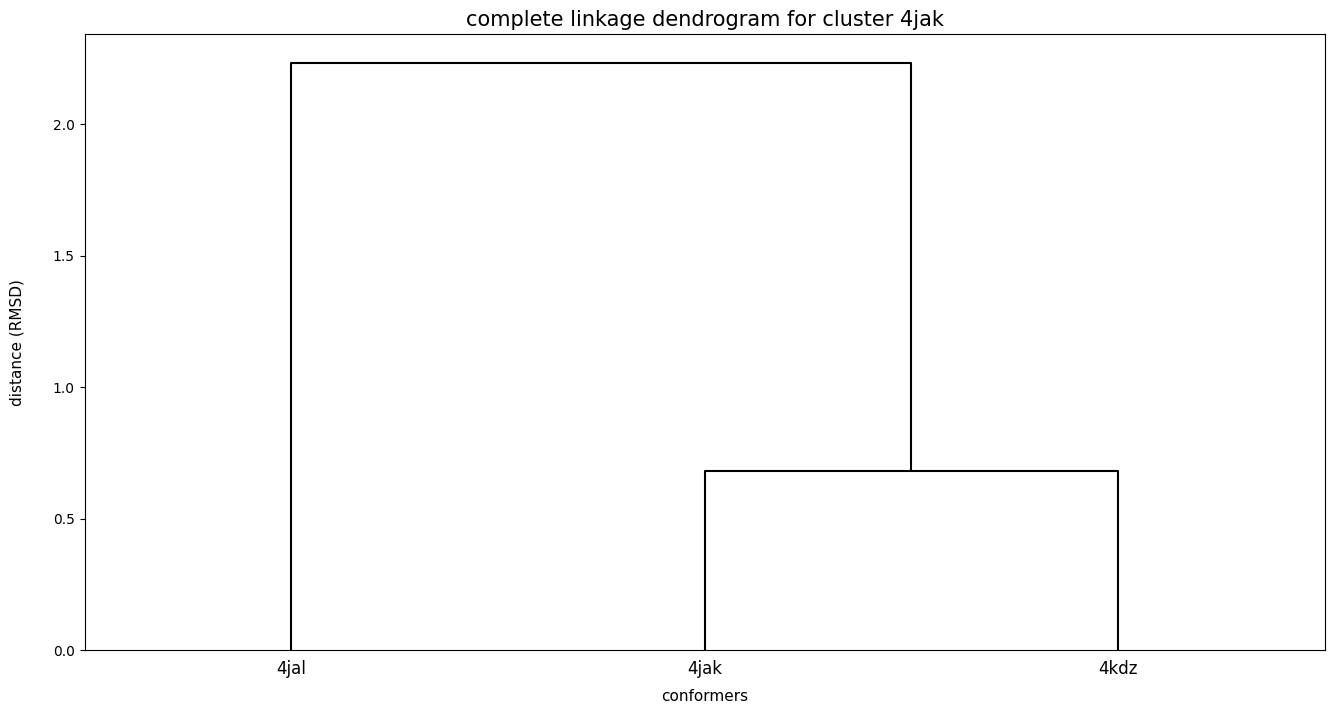 complete linkage dendrogram for cluster 4jak
distance (RMSD)
2.0
1.5
1.0
0.5
0.0
4jal 4jak 4kdz
conformers